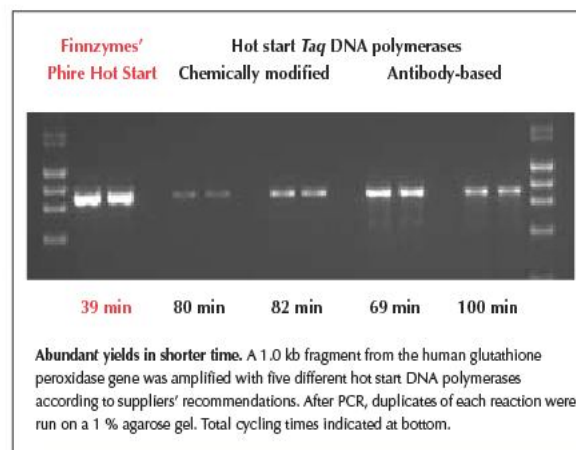 Finnzymes' Hot start Taq DNA polymerases
Phire Hot Start Chemically modified Antibody-based
39 min 80 min 82 min 69 min 100 min
Abundant yields in shorter time. A 1.0 kb fragment from the human glutathione
peroxidase gene was amplified with five different hot start DNA polymerases
according to suppliers' recommendations. After PCR, duplicates of each reaction were
run on a 1 % agarose gel. Total cycling times indicated at bottom.